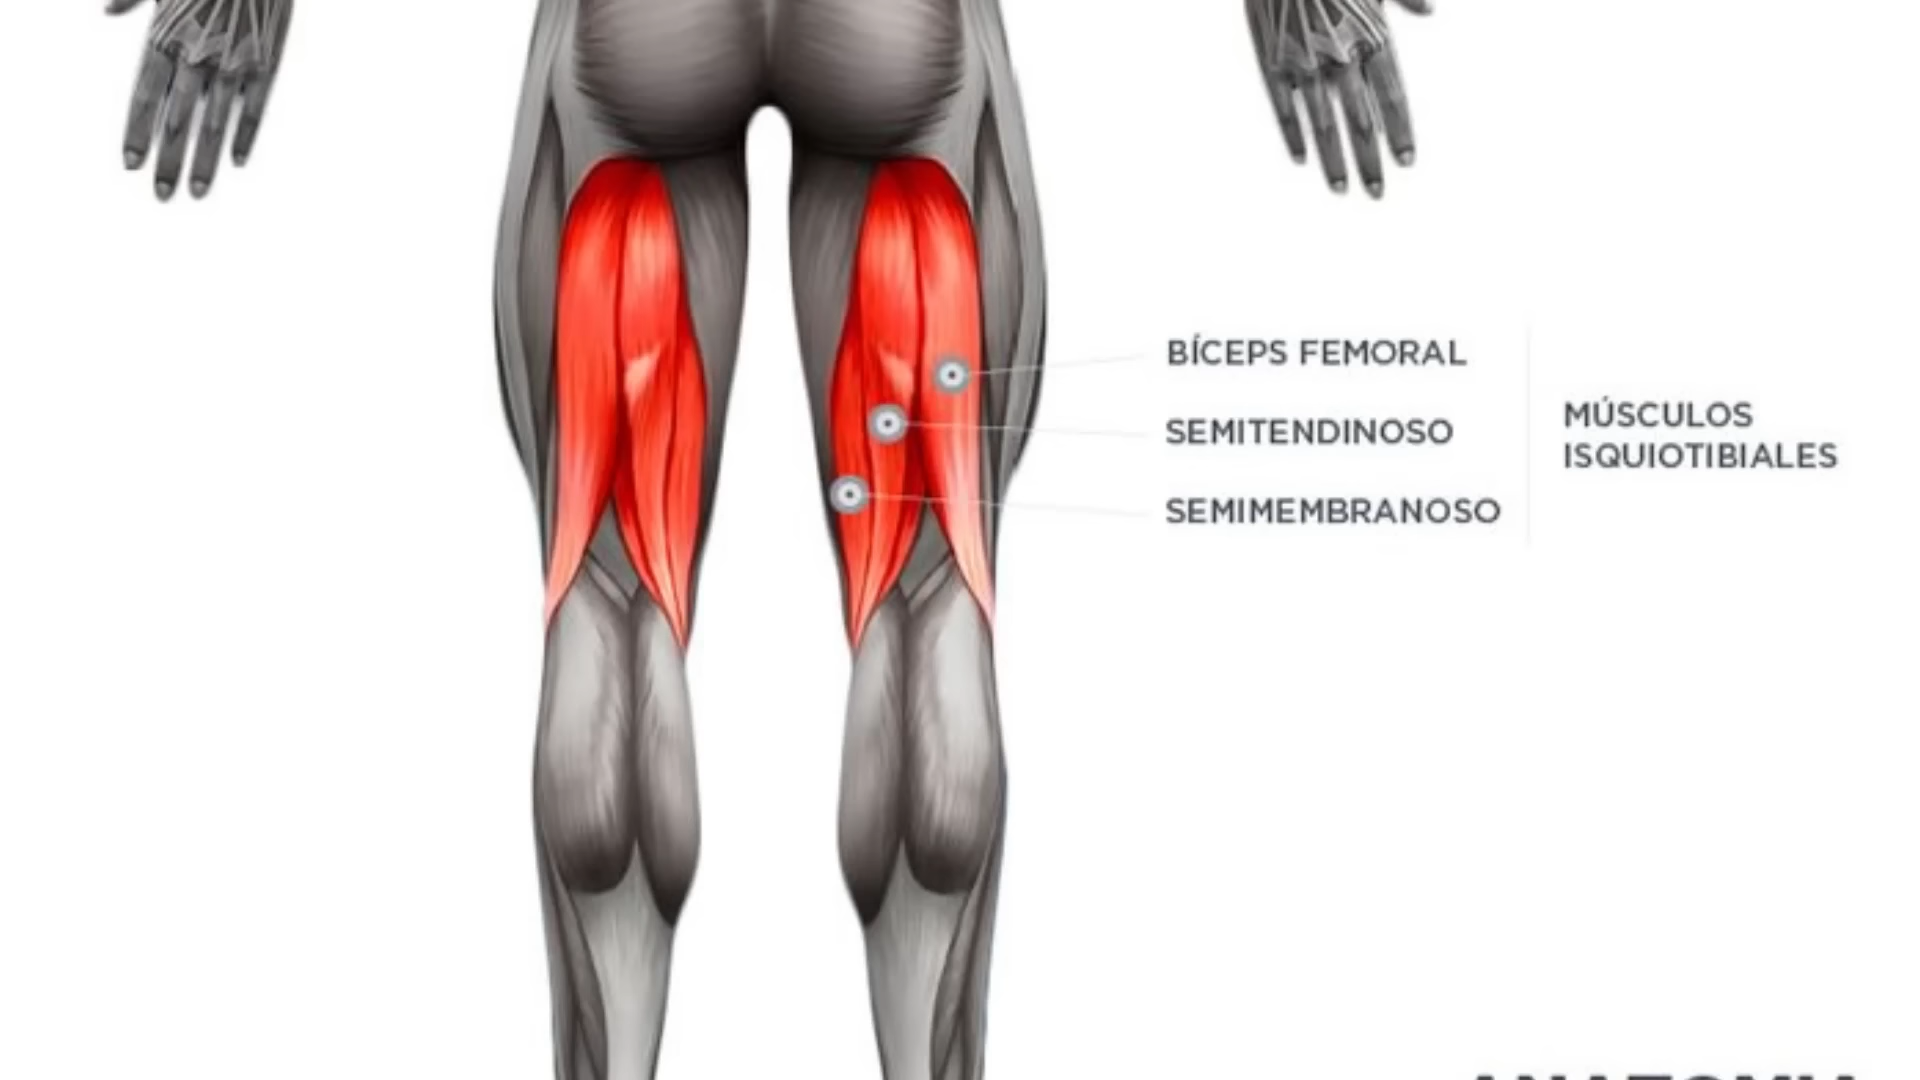 BÍCEPS FEMORAL
SEMITENDINOSO
SEMIMEMBRANOSO
MÚSCULOS
ISQUIOTIBIALES